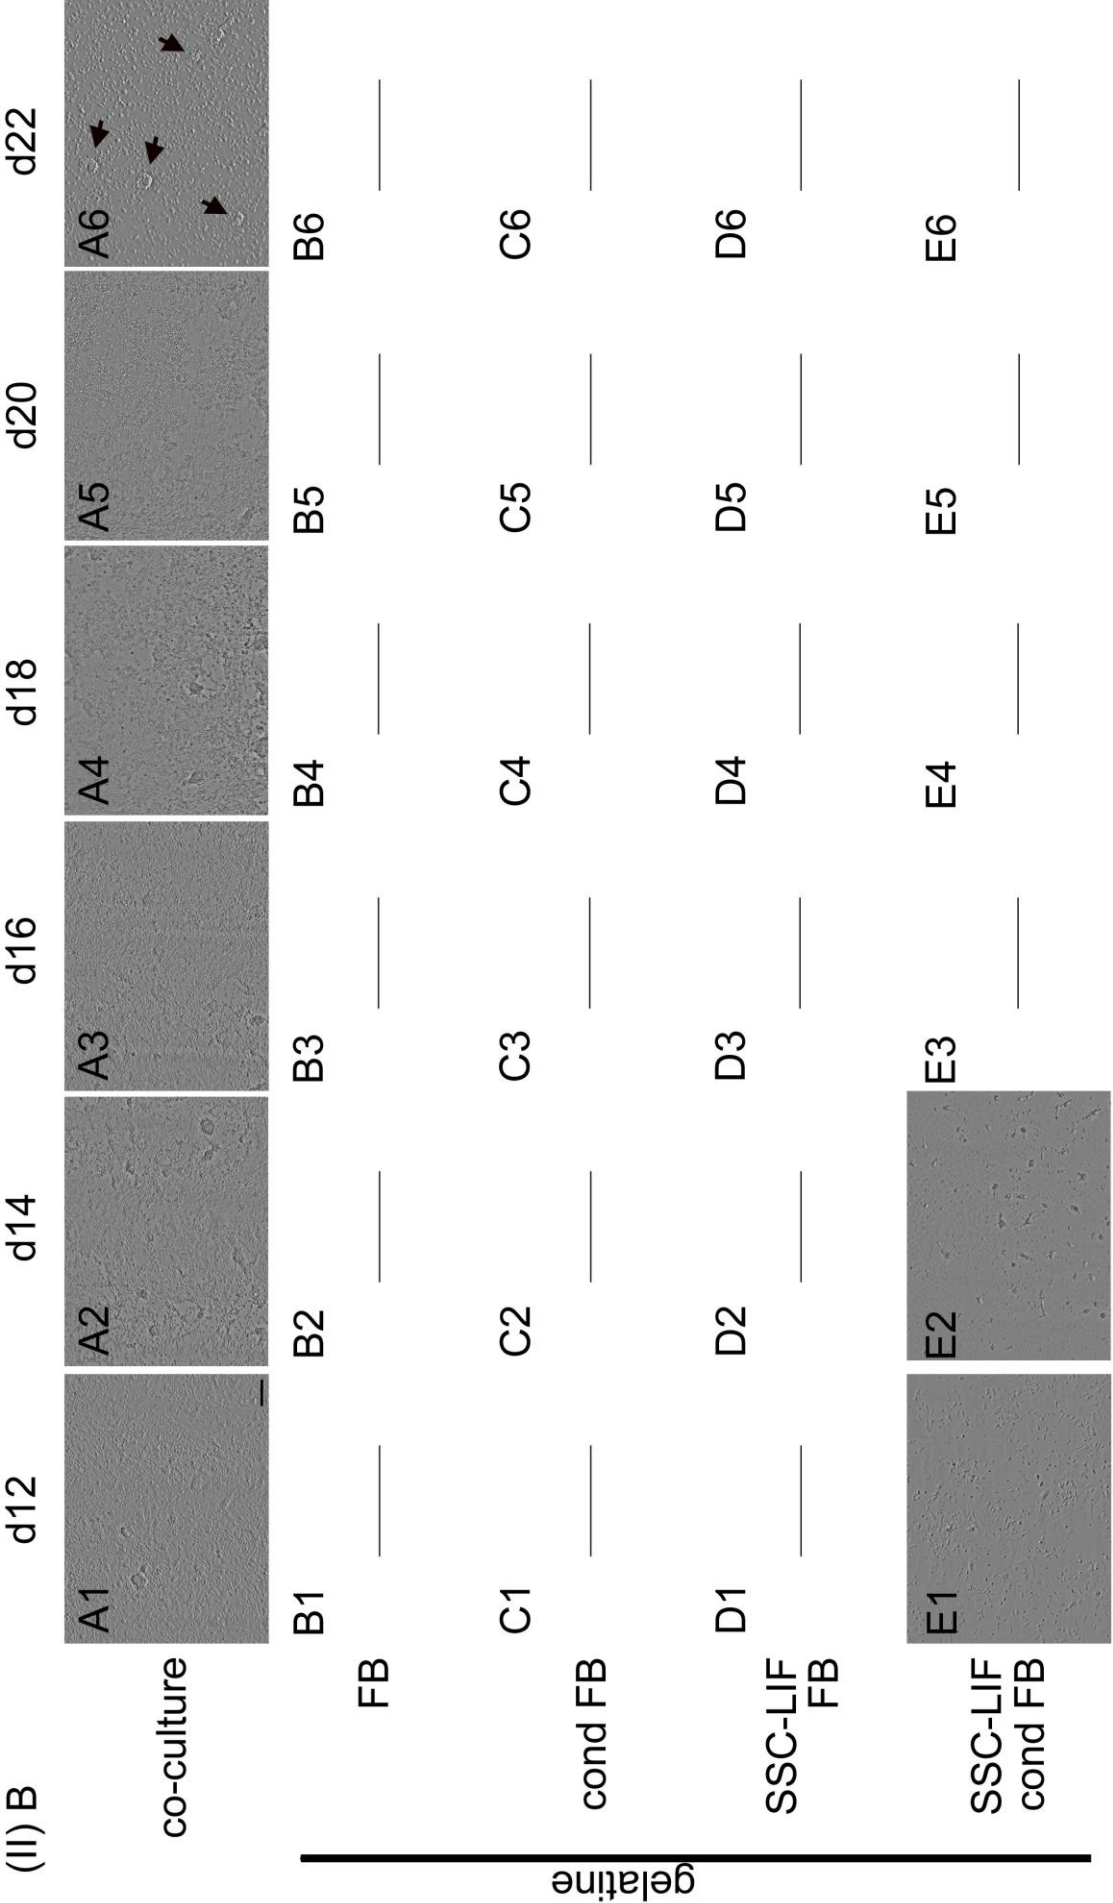 (II) B
d12 d14 d16 d18 d20 d22
co-culture
A1 A2 A3 A4 A5 A6
B1 B2 B3 B4 B5 B6
FB
C1 C2 C3 C4 C5 C6
cond FB
D1 D2 D3 D4 D5 D6
SSC-LIF
FB
E1 E2 E3 E4 E5 E6
SSC-LIF
cond FB
gelatine